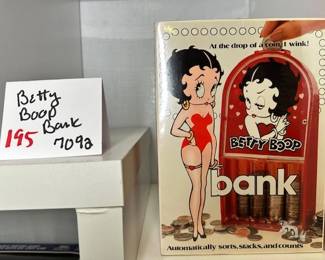 Betty
Boop
Bank
195 7092
At the drop of a coin, I wink!
BETTY BOOP
bank
Automatically sorts, stacks, and counts